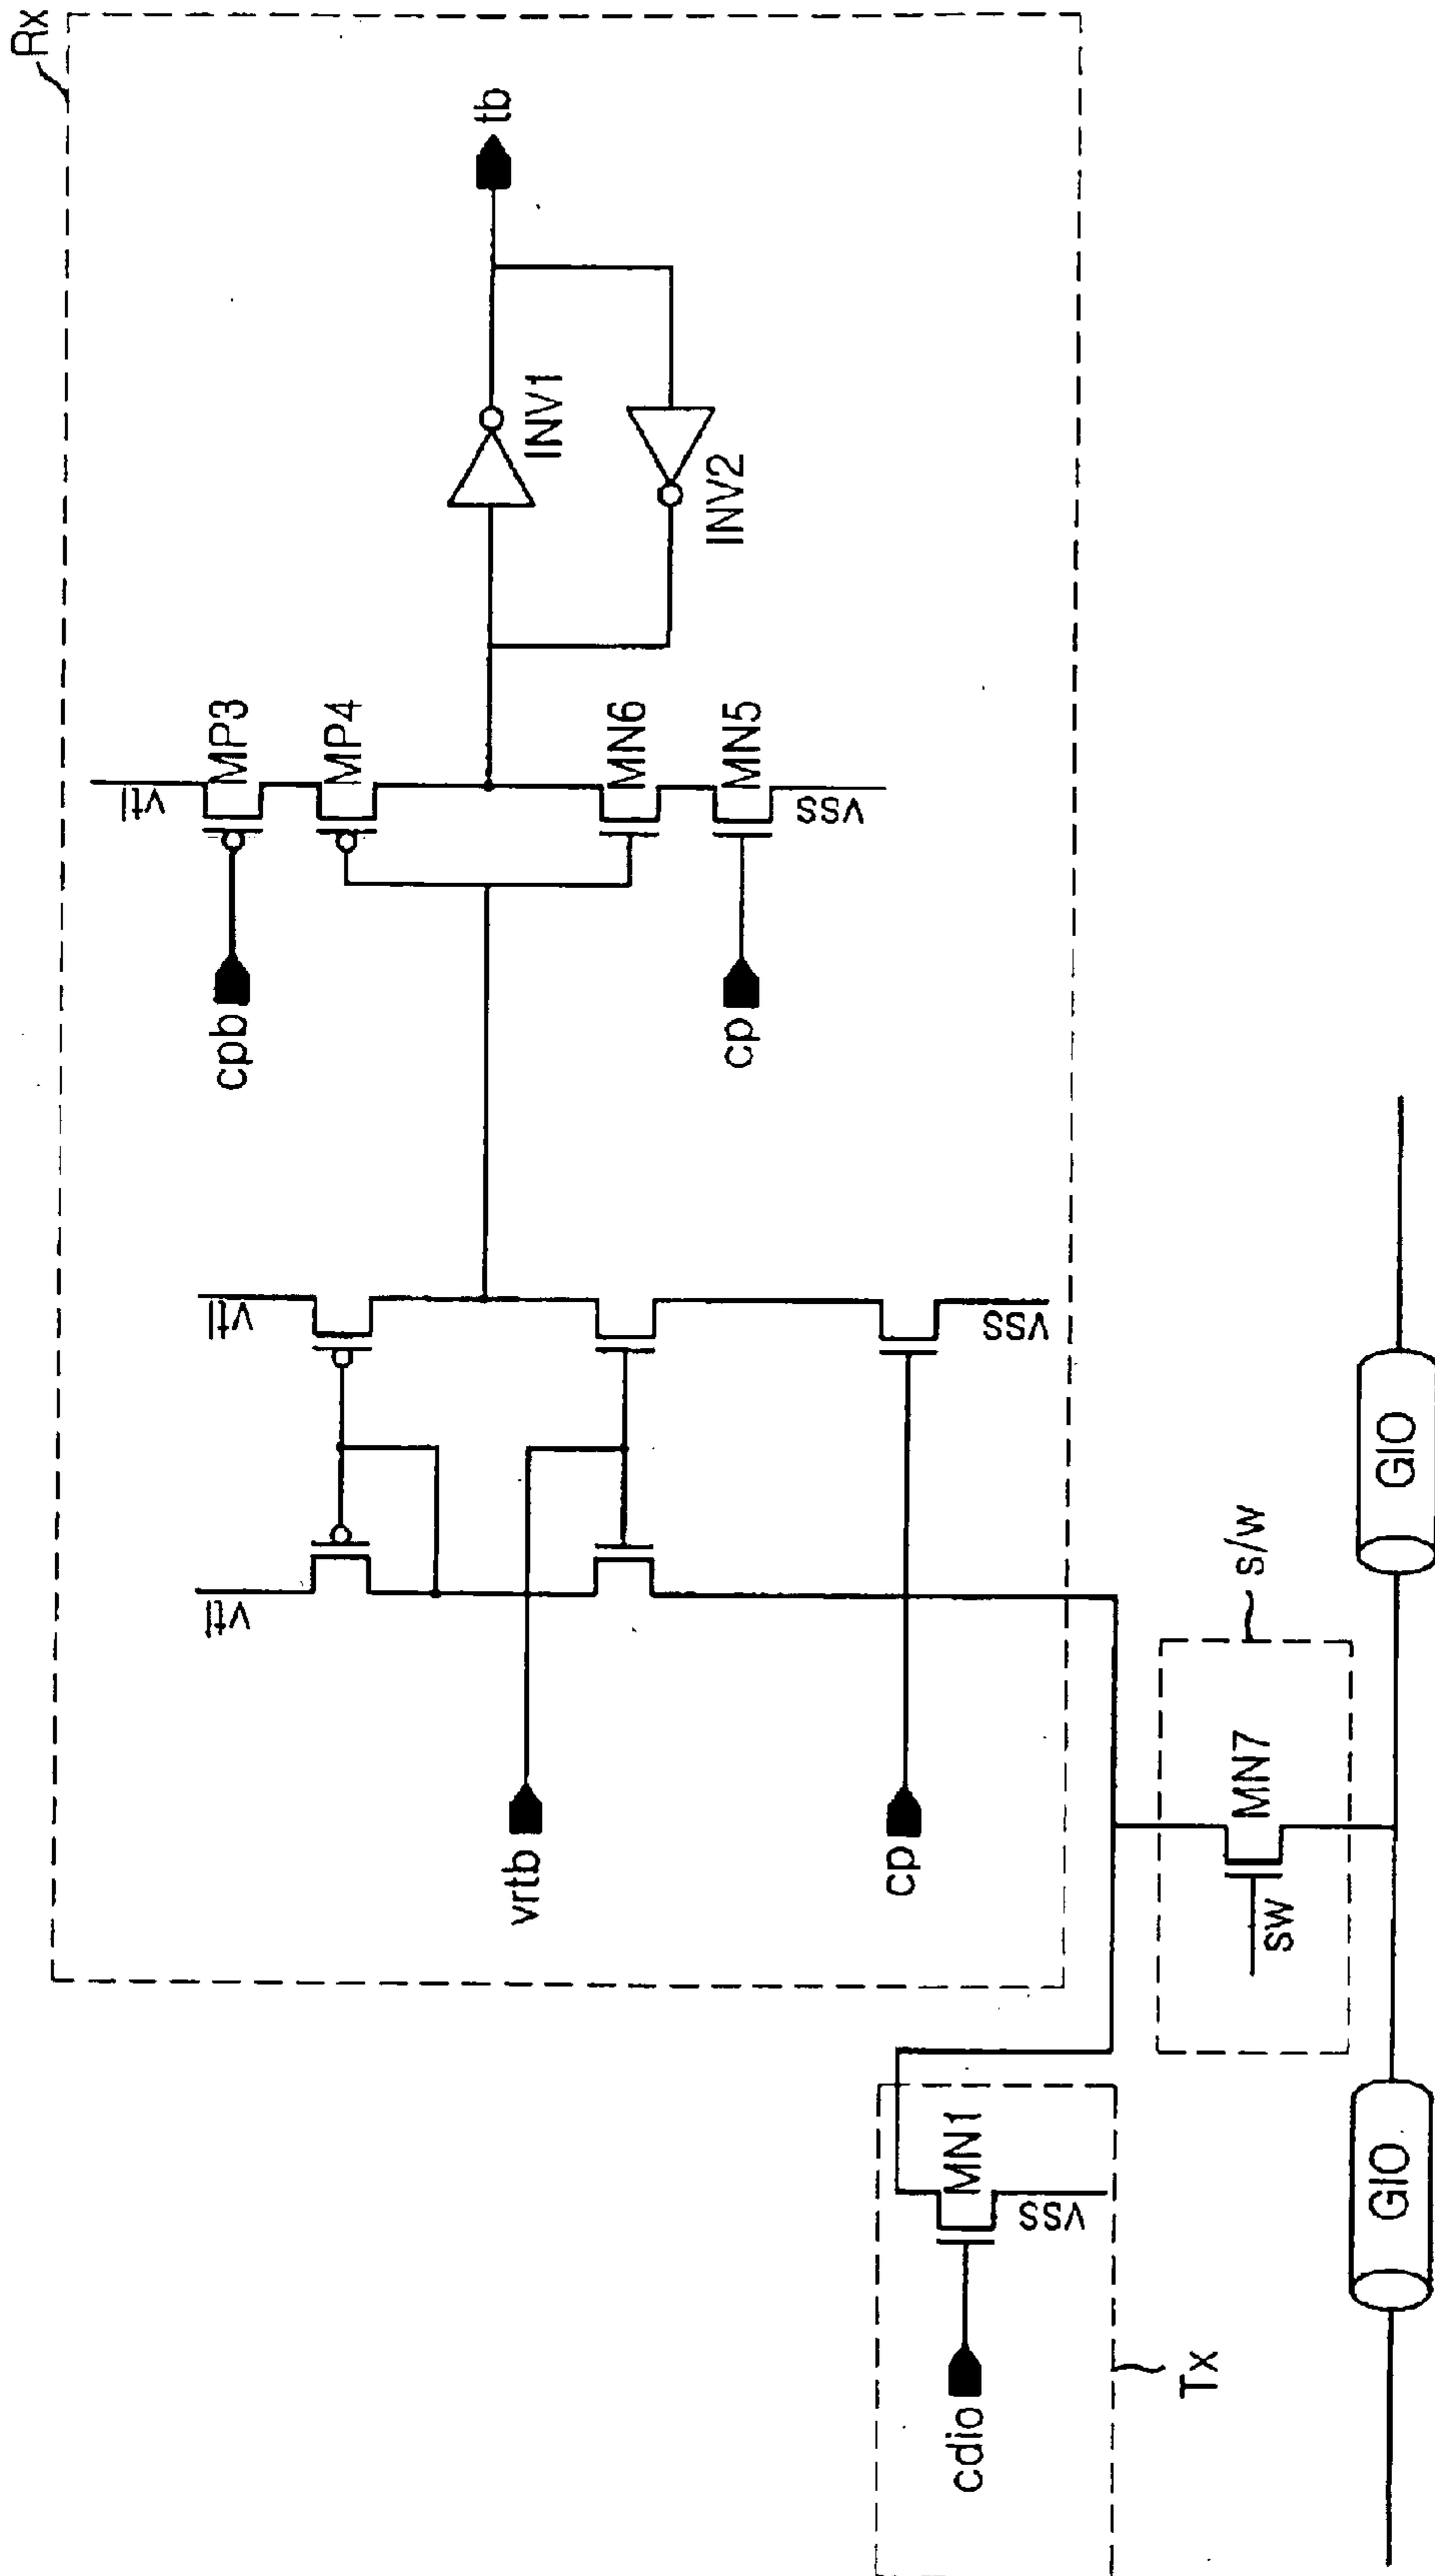 Rx
tb
INV1
INV2
vtl
MP3
MP4
MN6
MN5
vss
cpb
cp
vtl
vss
vtl
vrtb
cp
s/w
MN7
sw
GIO
MN1
vss
cdio
Tx
GIO